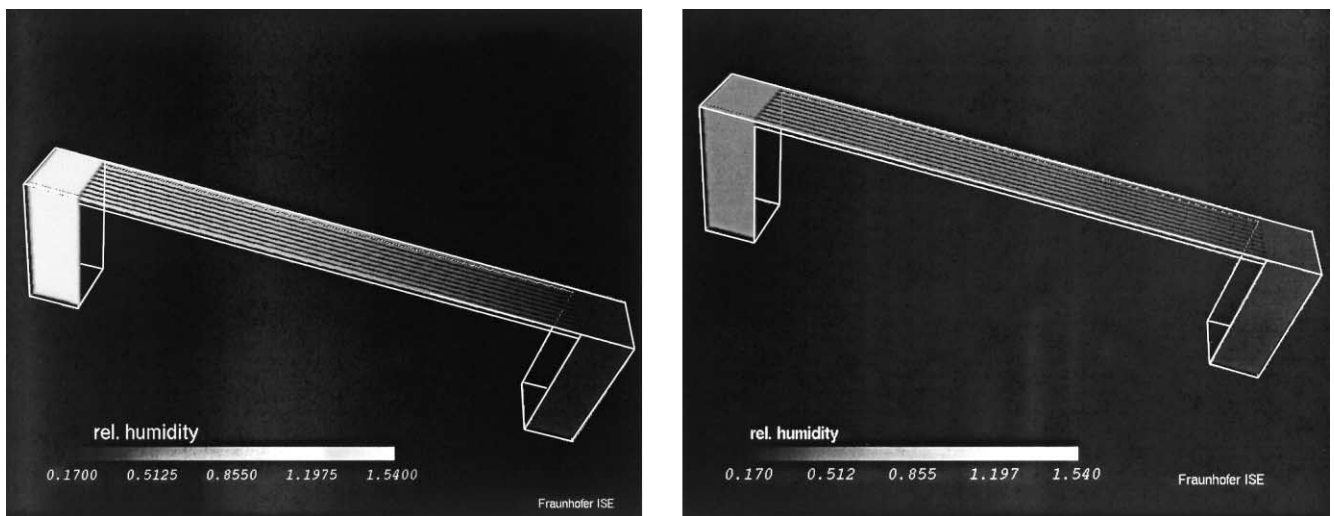 rel. humidity
0.1700 0.5125 0.8550 1.1975 1.5400
Fraunhofer ISE
rel. humidity
0.170 0.512 0.855 1.197 1.540
Fraunhofer ISE